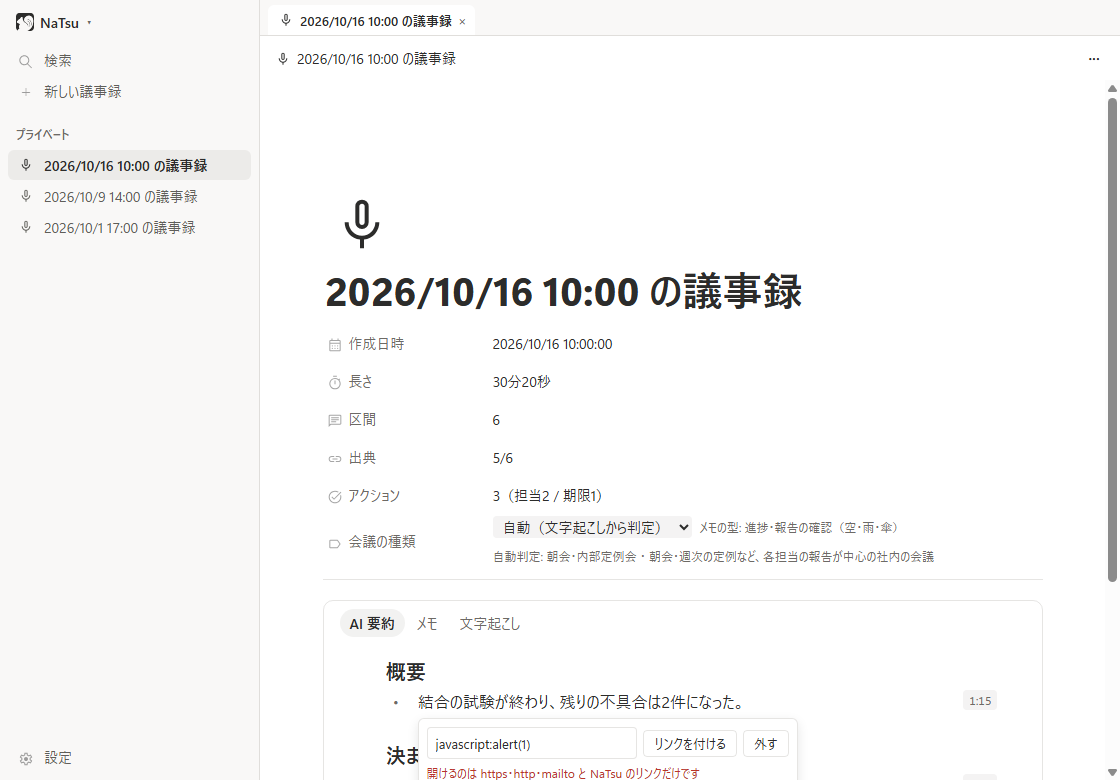 NaTsu
検索
新しい議事録
プライベート
2026/10/16 10:00 の議事録
2026/10/9 14:00 の議事録
2026/10/1 17:00 の議事録
設定
2026/10/16 10:00 の議事録 ×
2026/10/16 10:00 の議事録
2026/10/16 10:00 の議事録
作成日時 2026/10/16 10:00:00
長さ 30分20秒
区間 6
出典 5/6
アクション 3（担当2 / 期限1）
会議の種類 自動（文字起こしから判定） メモの型: 進捗・報告の確認（空・雨・傘）
自動判定: 朝会・内部定例会 ・ 朝会・週次の定例など、各担当の報告が中心の社内の会議
AI 要約 メモ 文字起こし
概要
• 結合の試験が終わり、残りの不具合は2件になった。 1:15
決ま
javascript:alert(1) リンクを付ける 外す
開けるのは https・http・mailto と NaTsu のリンクだけです